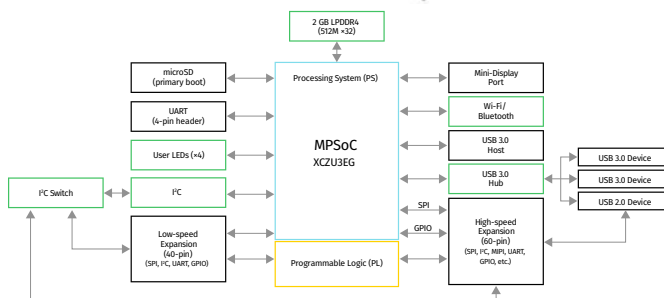 2 GB LPDDR4
(512M ×32)
microSD
(primary boot)
Processing System (PS)
Mini-Display
Port
UART
(4-pin header)
Wi-Fi/
Bluetooth
MPSoC
XCZU3EG
USB 3.0
Host
User LEDs (×4)
USB 3.0 Device
I²C Switch
I²C
USB 3.0
Hub
USB 3.0 Device
USB 2.0 Device
SPI
GPIO
Low-speed
Expansion
(40-pin)
(SPI, I²C, UART, GPIO)
High-speed
Expansion
(60-pin)
(SPI, I²C, MIPI, UART,
GPIO, etc.)
Programmable Logic (PL)